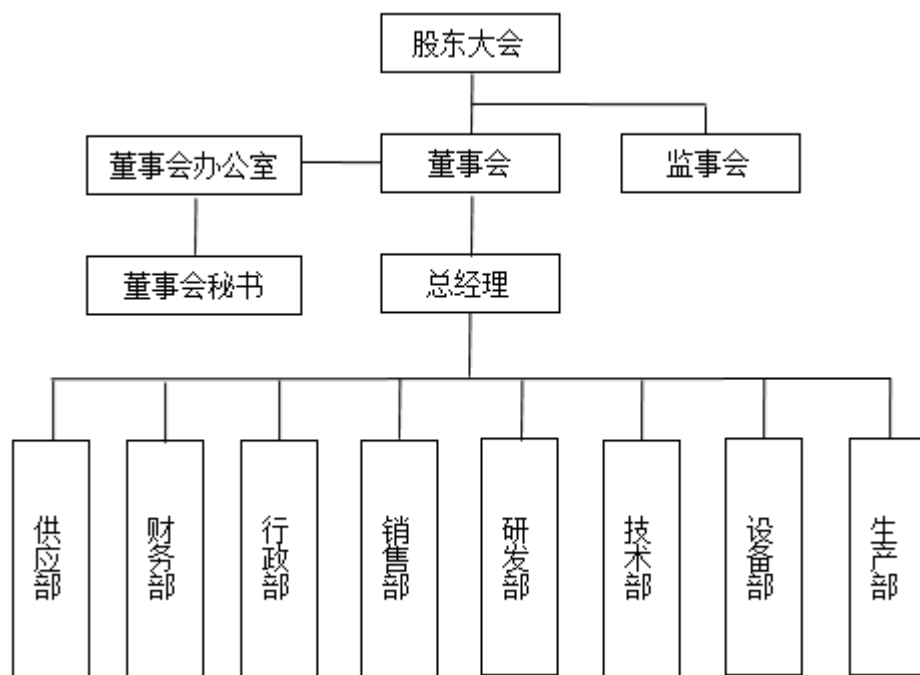 股东大会
董事会办公室
董事会
监事会
董事会秘书
总经理
供应部
财务部
行政部
销售部
研发部
技术部
设备部
生产部